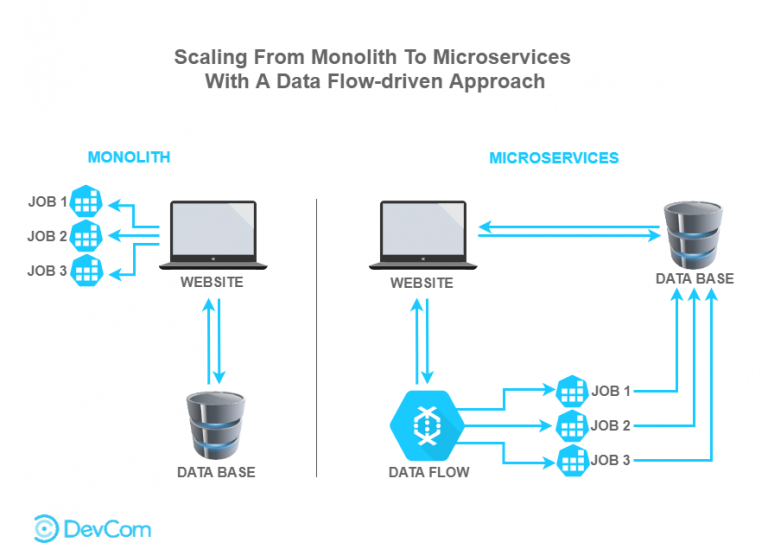 Scaling From Monolith To Microservices
With A Data Flow-driven Approach
MONOLITH
JOB 1
JOB 2
JOB 3
WEBSITE
DATA BASE
MICROSERVICES
WEBSITE
DATA BASE
DATA FLOW
JOB 1
JOB 2
JOB 3
DevCom